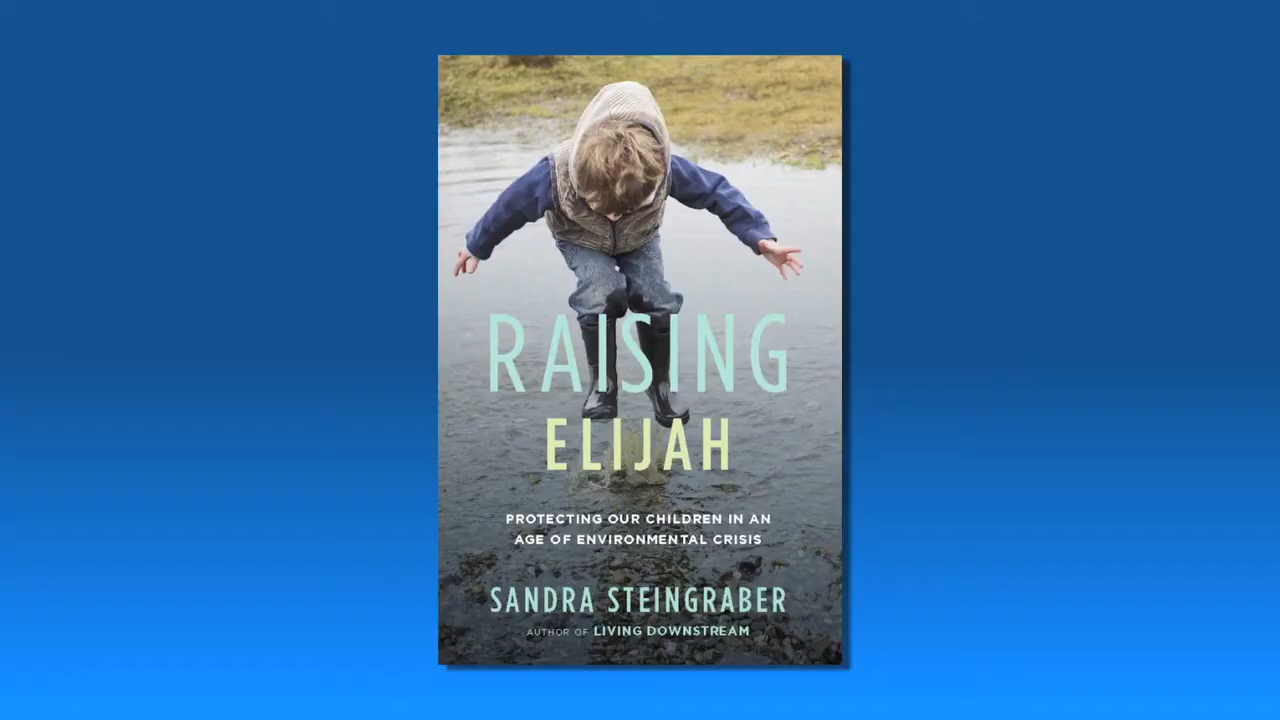 RAISING
ELIJAH
PROTECTING OUR CHILDREN IN AN
AGE OF ENVIRONMENTAL CRISIS
SANDRA STEINGRABER
AUTHOR OF LIVING DOWNSTREAM